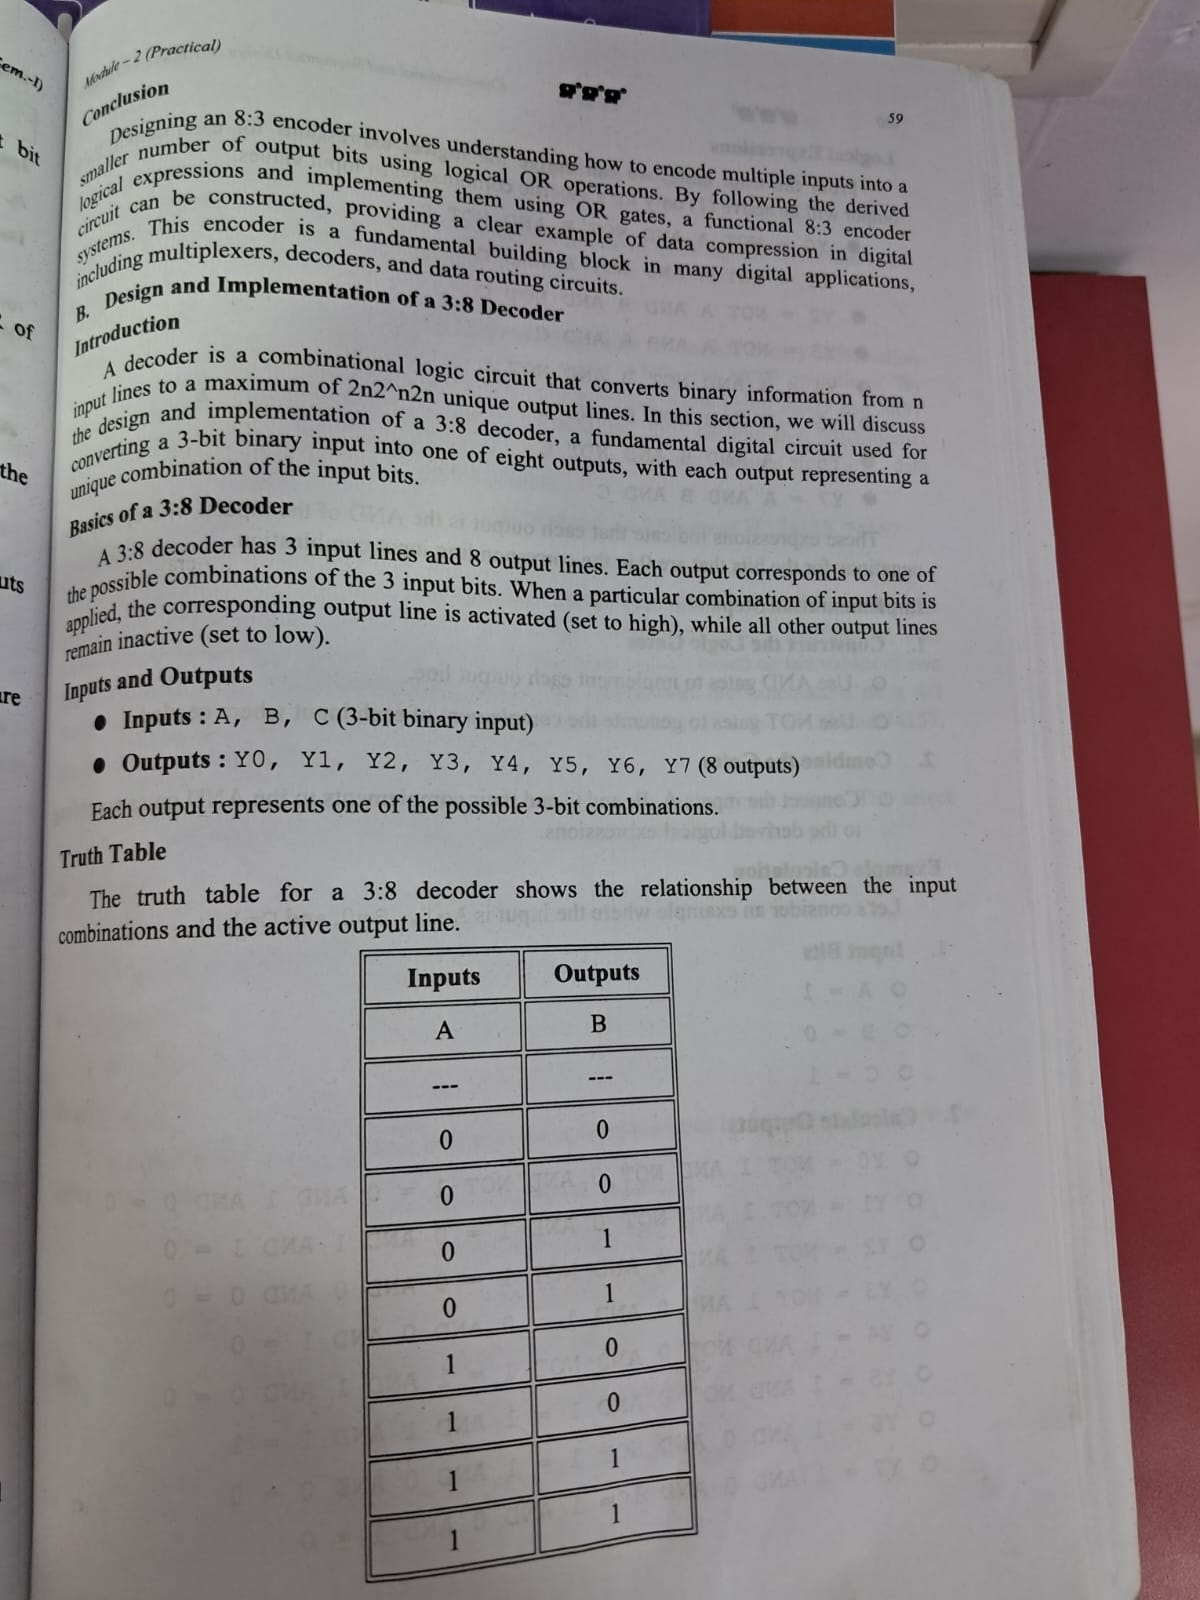 em.-I)
bit
of
the
uts
Module – 2 (Practical)
59
Conclusion
Designing an 8:3 encoder involves understanding how to encode multiple inputs into a
smaller number of output bits using logical OR operations. By following the derived
logical expressions and implementing them using OR gates, a functional 8:3 encoder
circuit can be constructed, providing a clear example of data compression in digital
systems. This encoder is a fundamental building block in many digital applications,
including multiplexers, decoders, and data routing circuits.
B. Design and Implementation of a 3:8 Decoder
Introduction
A decoder is a combinational logic circuit that converts binary information from n
input lines to a maximum of 2n2^n2n unique output lines. In this section, we will discuss
the design and implementation of a 3:8 decoder, a fundamental digital circuit used for
converting a 3-bit binary input into one of eight outputs, with each output representing a
unique combination of the input bits.
Basics of a 3:8 Decoder
A 3:8 decoder has 3 input lines and 8 output lines. Each output corresponds to one of
the possible combinations of the 3 input bits. When a particular combination of input bits is
applied, the corresponding output line is activated (set to high), while all other output lines
remain inactive (set to low).
Inputs and Outputs
● Inputs : A, B, C (3-bit binary input)
● Outputs : Y0, Y1, Y2, Y3, Y4, Y5, Y6, Y7 (8 outputs)
Each output represents one of the possible 3-bit combinations.
Truth Table
The truth table for a 3:8 decoder shows the relationship between the input
combinations and the active output line.
Inputs Outputs
A B
--- ---
0 0
0 0
0 1
0 1
1 0
1 0
1 1
1 1